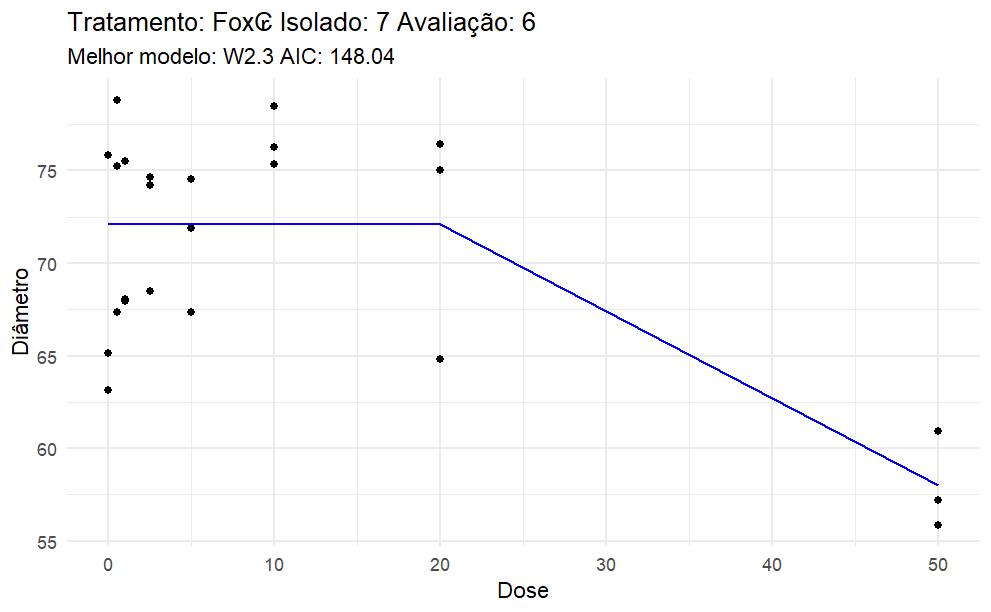 Tratamento: Fox₢ Isolado: 7 Avaliação: 6
Melhor modelo: W2.3 AIC: 148.04
75
70
65
60
55
Diâmetro
0 10 20 30 40 50
Dose